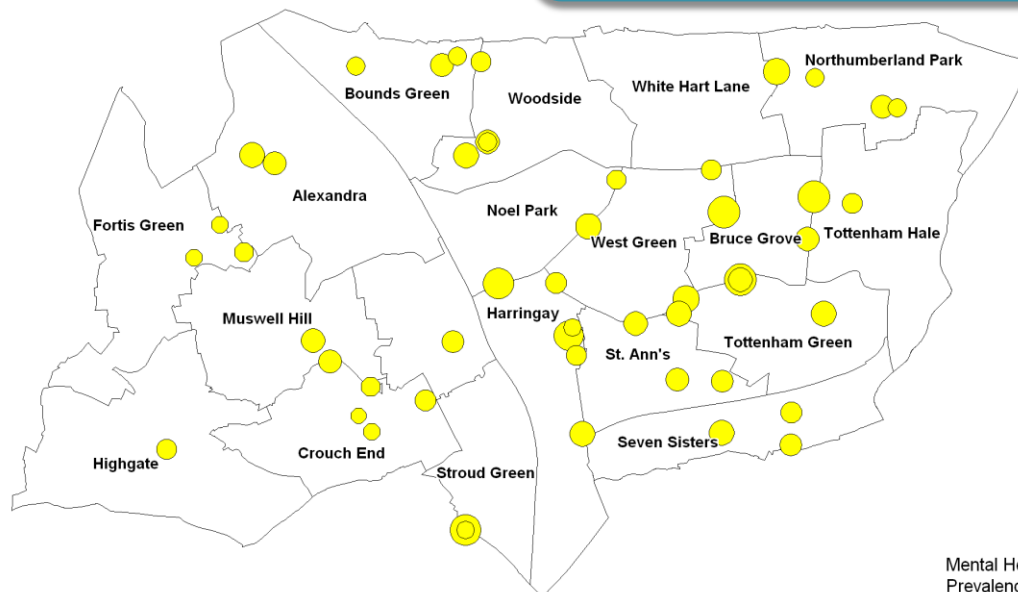 Northumberland Park
Bounds Green
White Hart Lane
Woodside
Alexandra
Noel Park
Fortis Green
West Green
Bruce Grove
Tottenham Hale
Harringay
Muswell Hill
St. Ann's
Tottenham Green
Seven Sisters
Crouch End
Highgate
Stroud Green
Mental
Prevalenc